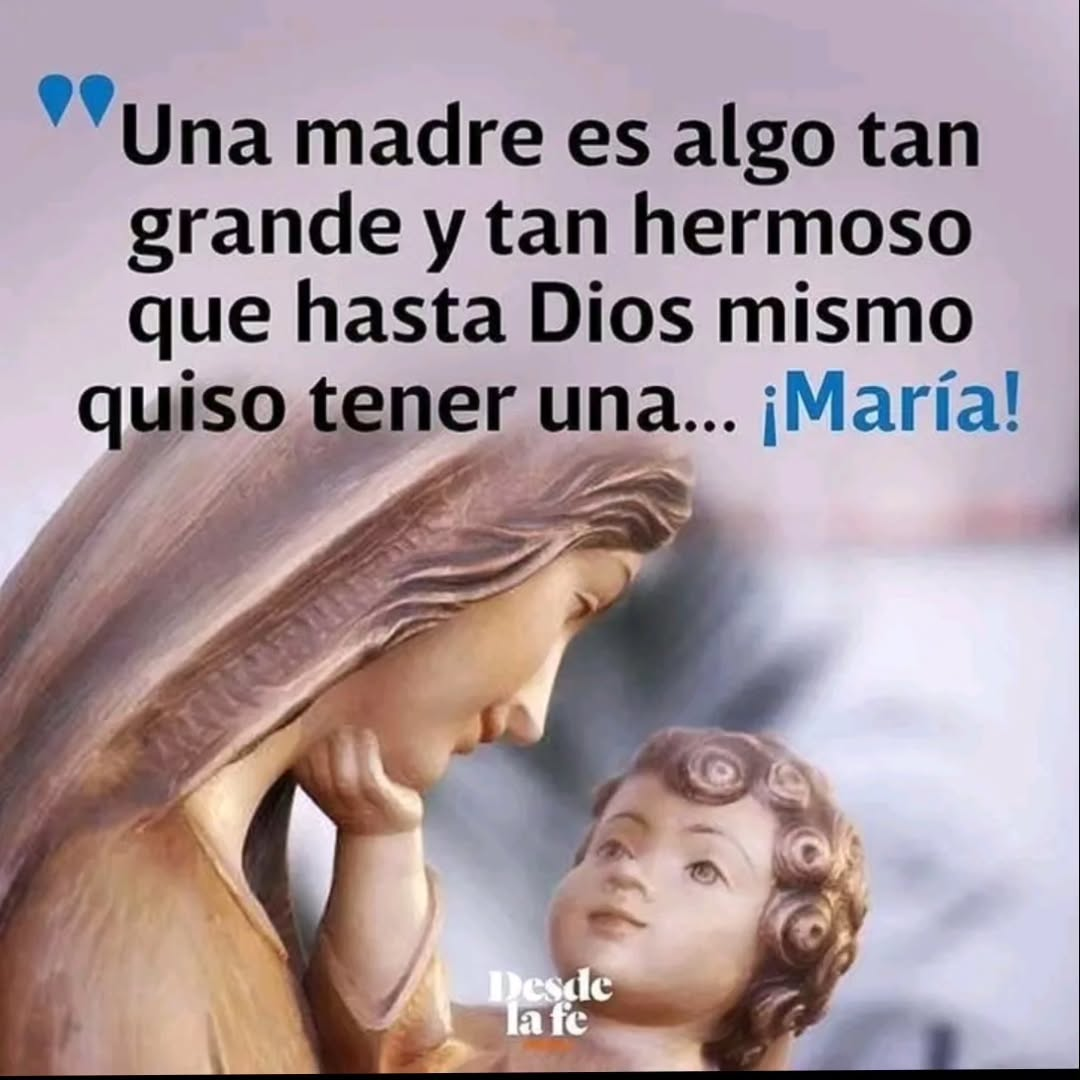 "Una madre es algo tan
grande y tan hermoso
que hasta Dios mismo
quiso tener una... ¡María!
Desde
la fe